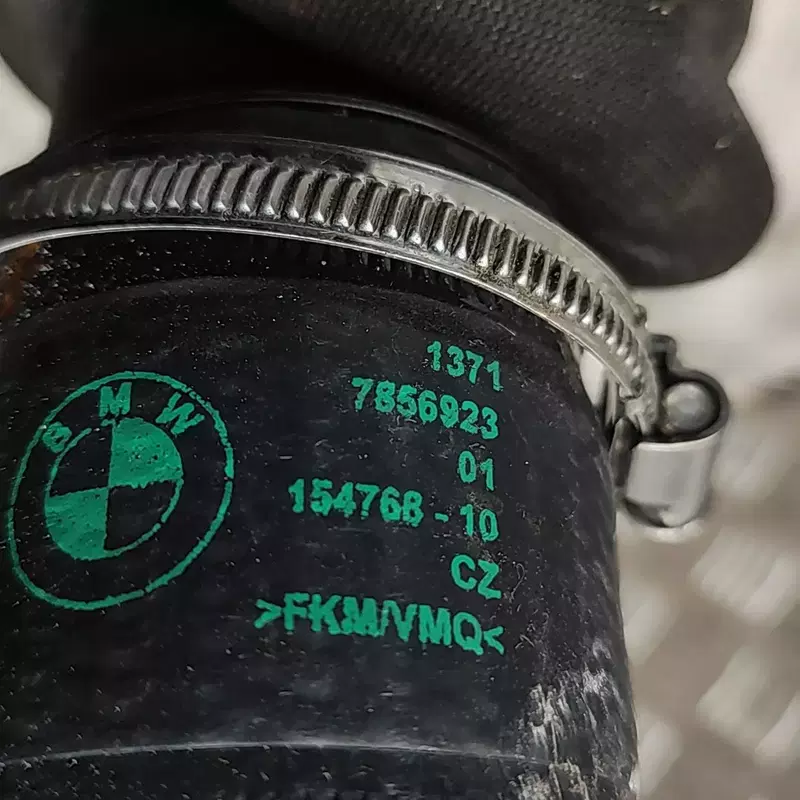 BMW
1371
7856923
01
154768 - 10
CZ
>FKM/VMQ<